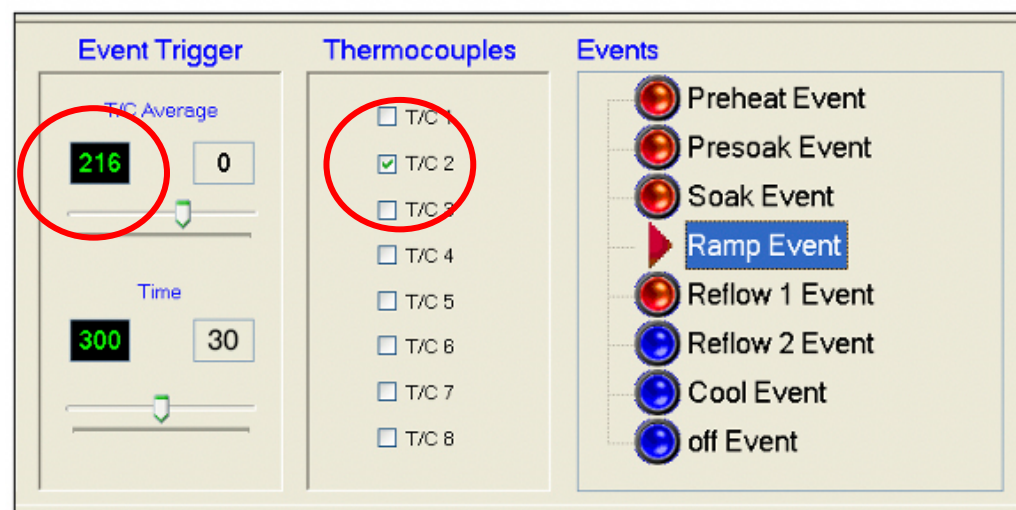 Event Trigger
T/C Average
216 0
Time
300 30
Thermocouples
T/C 1
T/C 2
T/C 3
T/C 4
T/C 5
T/C 6
T/C 7
T/C 8
Events
Preheat Event
Presoak Event
Soak Event
Ramp Event
Reflow 1 Event
Reflow 2 Event
Cool Event
off Event